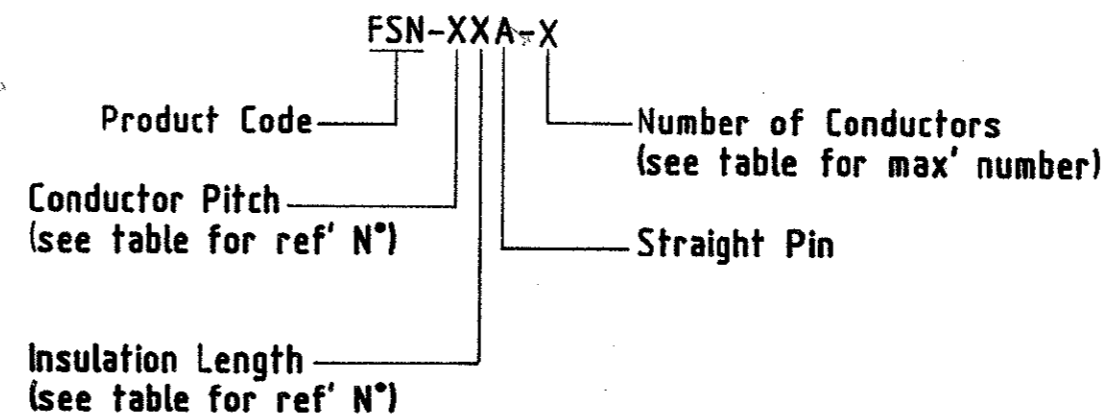 FSN-XXA-X
Product Code
Number of Conductors
(see table for max' number)
Conductor Pitch
(see table for ref' N°)
Straight Pin
Insulation Length
(see table for ref' N°)